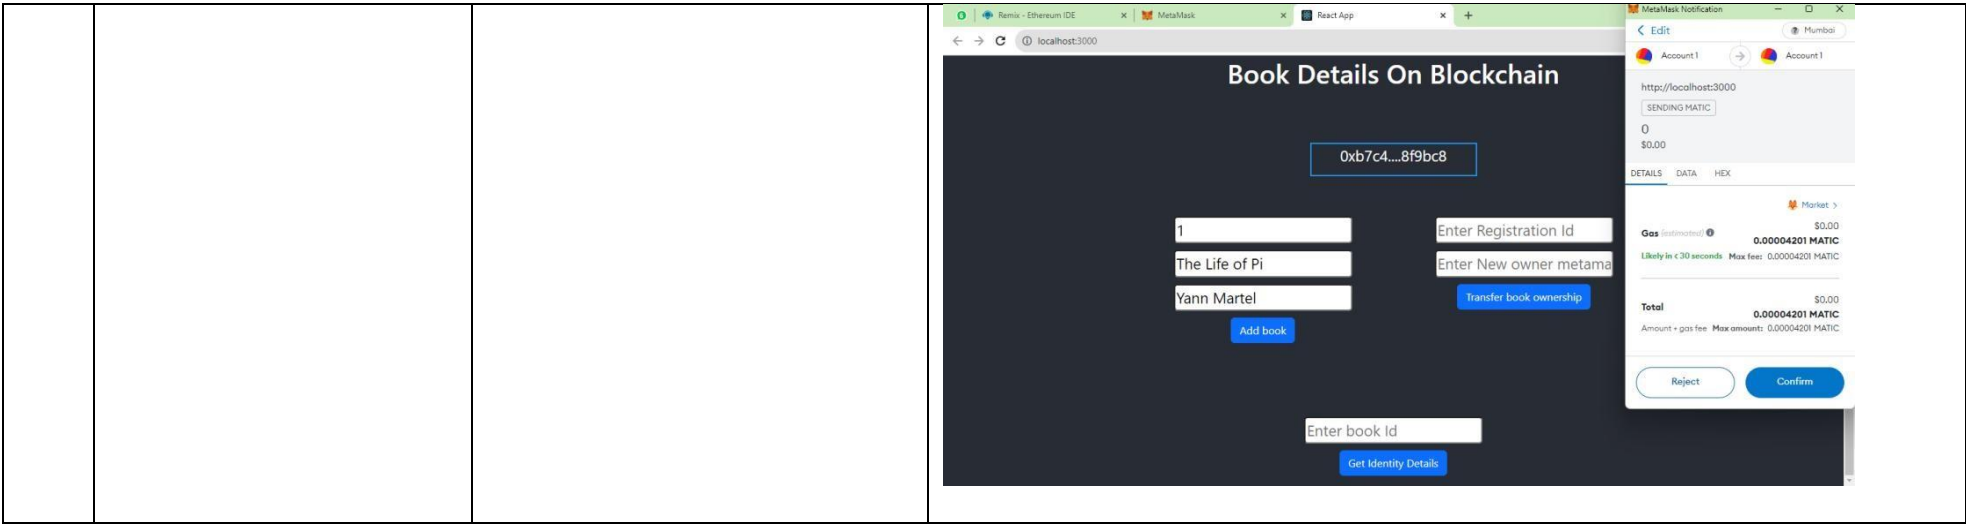 Remix - Ethereum IDE
MetaMask
React App
localhost:3000
Book Details On Blockchain
0xb7c4....8f9bc8
1
The Life of Pi
Yann Martel
Add book
Enter Registration Id
Enter New owner metama
Transfer book ownership
Enter book Id
Get Identity Details
MetaMask Notification
Edit
Mumbai
Account 1
Account 1
http://localhost:3000
SENDING MATIC
0
$0.00
DETAILS DATA HEX
Market >
Gas (estimated) $0.00
0.00004201 MATIC
Likely in < 30 seconds Max fee: 0.00004201 MATIC
Total $0.00
0.00004201 MATIC
Amount + gas fee Max amount: 0.00004201 MATIC
Reject Confirm